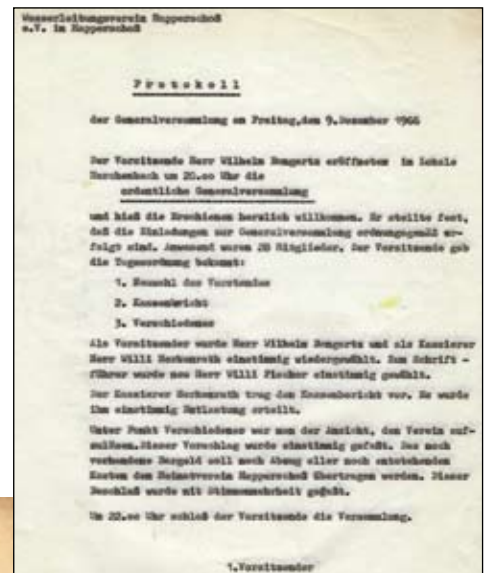 Wasserleitungsverein Happerschoß
e.V. in Happerschoß
Protokoll
der Generalversammlung am Freitag, den 9. Dezember 1966
Der Vorsitzende Herr Wilhelm Bongartz eröffneten im Lokale
um 20.oo Uhr die
ordentliche Generalversammlung
und hieß die Erschienen herzlich willkommen. Er stellte fest,
daß die Einladungen zur Generalversammlung ordnungsgemäß er-
folgt sind. Anwesend waren 28 Mitglieder. Der Vorsitzende gab
die Tagesordnung bekannt:
1. Neuwahl des Vorstandes
2. Kassenbericht
3. Verschiedenes
Als Vorsitzender wurde Herr Wilhelm Bongartz und als Kassierer
Herr Willi Herkenrath einstimmig wiedergewählt. Zum Schrift -
führer wurde neu Herr Willi Fischer einstimmig gewählt.
Der Kassierer Herkenrath trug den Kassenbericht vor. Es wurde
ihm einstimmig Entlastung erteilt.
Unter Punkt Verschiedenes war man der Ansicht, den Verein auf-
zulösen. Dieser Vorschlag wurde einstimmig gefaßt. Das noch
vorhandene Bargeld soll nach Abzug aller noch entstehenden
Kosten dem Heimatverein Happerschoß übertragen werden. Dieser
Beschluß wurde mit Stimmenmehrheit gefaßt.
Um 22.oo Uhr schloß der Vorsitzende die Versammlung.
1.Vorsitzender